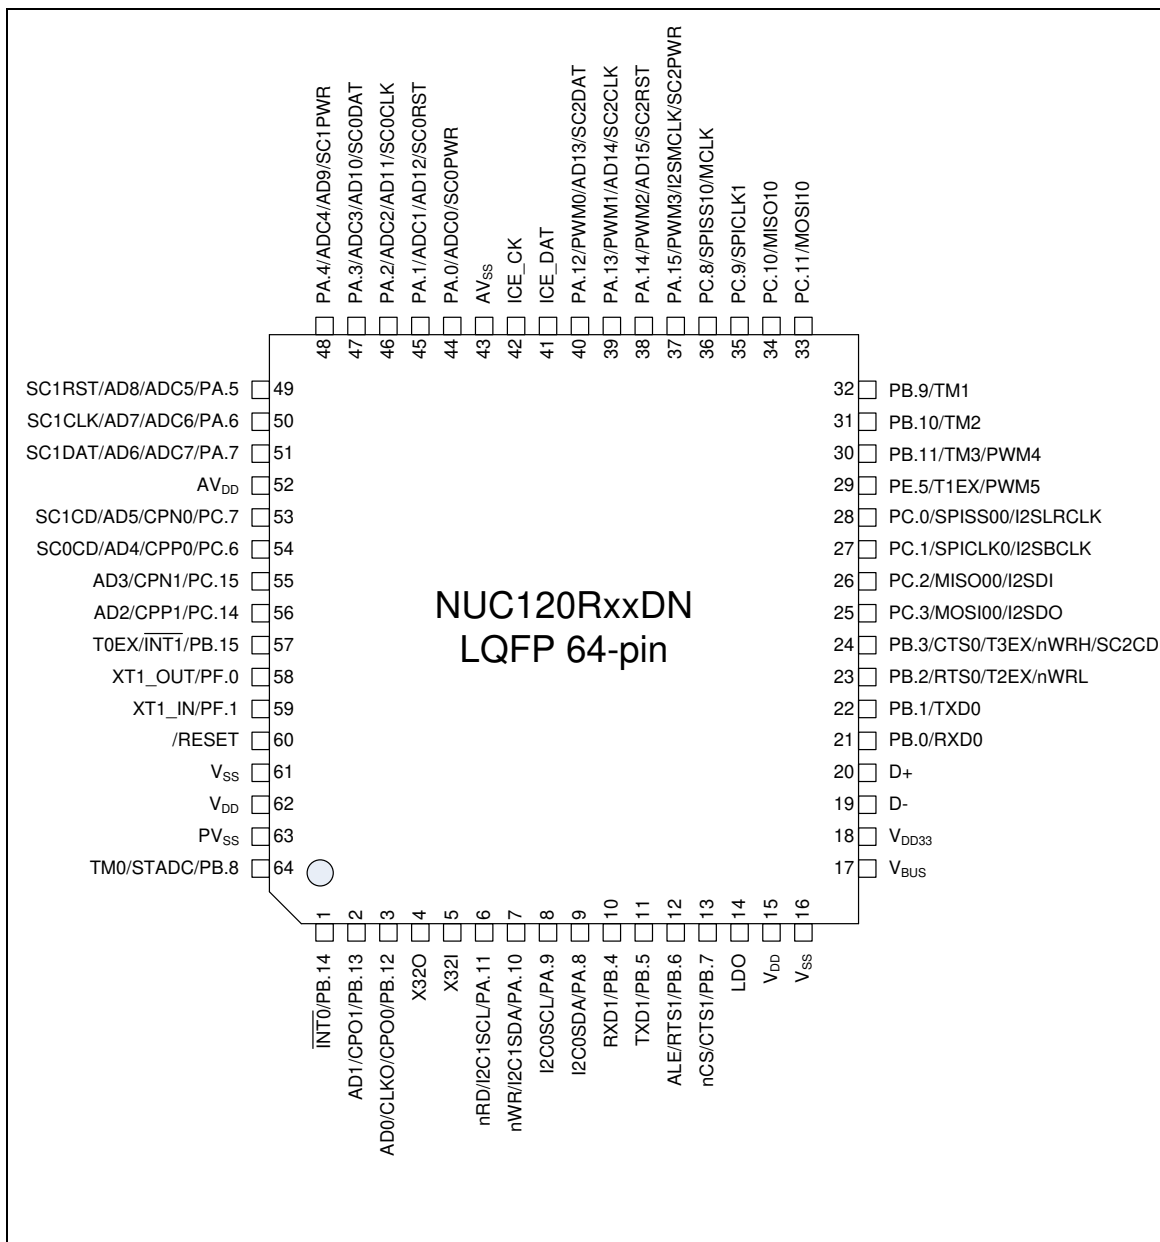 PA.4/ADC4/AD9/SC1PWR
PA.3/ADC3/AD10/SC0DAT
PA.2/ADC2/AD11/SC0CLK
PA.1/ADC1/AD12/SC0RST
PA.0/ADC0/SC0PWR
AVSS
ICE_CK
ICE_DAT
PA.12/PWM0/AD13/SC2DAT
PA.13/PWM1/AD14/SC2CLK
PA.14/PWM2/AD15/SC2RST
PA.15/PWM3/I2SMCLK/SC2PWR
PC.8/SPISS10/MCLK
PC.9/SPICLK1
PC.10/MISO10
PC.11/MOSI10
48 47 46 45 44 43 42 41 40 39 38 37 36 35 34 33
SC1RST/AD8/ADC5/PA.5 49
SC1CLK/AD7/ADC6/PA.6 50
SC1DAT/AD6/ADC7/PA.7 51
AVDD 52
SC1CD/AD5/CPN0/PC.7 53
SC0CD/AD4/CPP0/PC.6 54
AD3/CPN1/PC.15 55
AD2/CPP1/PC.14 56
T0EX/INT1/PB.15 57
XT1_OUT/PF.0 58
XT1_IN/PF.1 59
/RESET 60
VSS 61
VDD 62
PVSS 63
TM0/STADC/PB.8 64
NUC120RxxDN
LQFP 64-pin
32 PB.9/TM1
31 PB.10/TM2
30 PB.11/TM3/PWM4
29 PE.5/T1EX/PWM5
28 PC.0/SPISS00/I2SLRCLK
27 PC.1/SPICLK0/I2SBCLK
26 PC.2/MISO00/I2SDI
25 PC.3/MOSI00/I2SDO
24 PB.3/CTS0/T3EX/nWRH/SC2CD
23 PB.2/RTS0/T2EX/nWRL
22 PB.1/TXD0
21 PB.0/RXD0
20 D+
19 D-
18 VDD33
17 VBUS
1 2 3 4 5 6 7 8 9 10 11 12 13 14 15 16
INT0/PB.14
AD1/CPO1/PB.13
AD0/CLKO/CPO0/PB.12
X32O
X32I
nRD/I2C1SCL/PA.11
nWR/I2C1SDA/PA.10
I2C0SCL/PA.9
I2C0SDA/PA.8
RXD1/PB.4
TXD1/PB.5
ALE/RTS1/PB.6
nCS/CTS1/PB.7
LDO
VDD
VSS